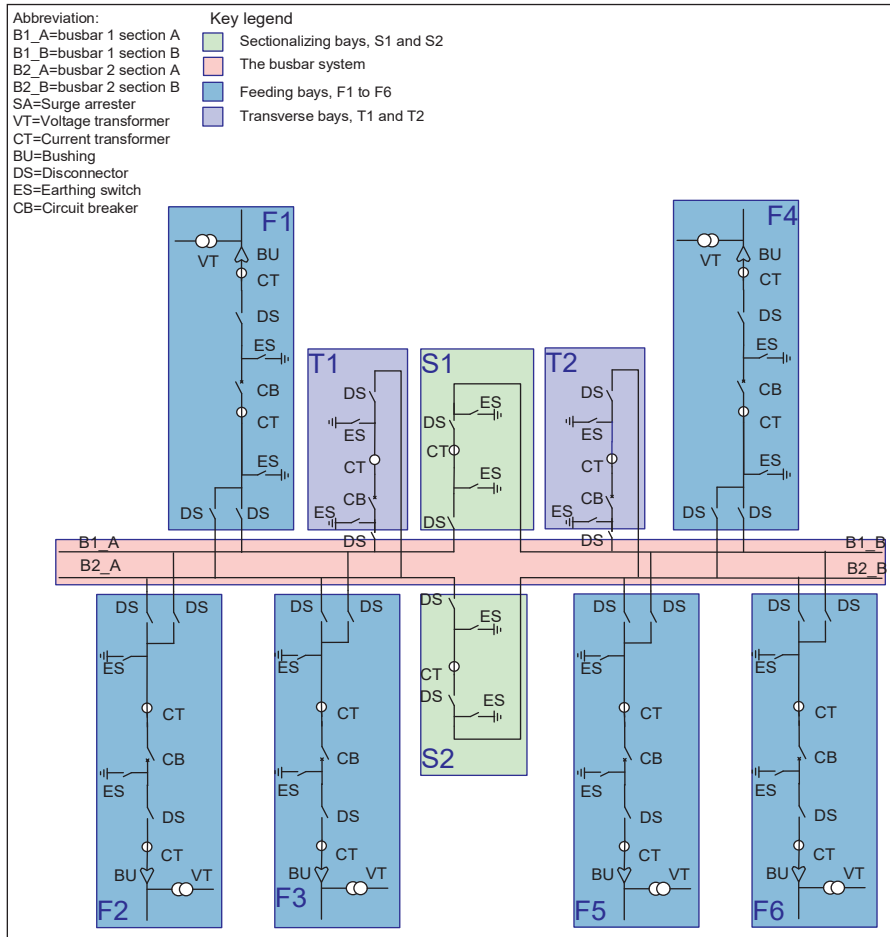 Abbreviation:
B1_A=busbar 1 section A
B1_B=busbar 1 section B
B2_A=busbar 2 section A
B2_B=busbar 2 section B
SA=Surge arrester
VT=Voltage transformer
CT=Current transformer
BU=Bushing
DS=Disconnector
ES=Earthing switch
CB=Circuit breaker
Key legend
Sectionalizing bays, S1 and S2
The busbar system
Feeding bays, F1 to F6
Transverse bays, T1 and T2
F1
VT
BU
CT
DS
ES
CB
CT
ES
DS
DS
T1
DS
ES
CT
CB
ES
DS
S1
ES
DS
CT
ES
DS
T2
DS
ES
CT
CB
ES
DS
F4
VT
BU
CT
DS
ES
CB
CT
ES
DS
DS
B1_A
B1_B
B2_A
B2_B
DS
DS
ES
CT
CB
ES
DS
CT
BU
VT
F2
DS
DS
ES
CT
CB
ES
DS
CT
BU
VT
F3
DS
ES
CT
DS
ES
S2
DS
DS
ES
CT
CB
ES
DS
CT
BU
VT
F5
DS
DS
ES
CT
CB
ES
DS
CT
BU
VT
F6